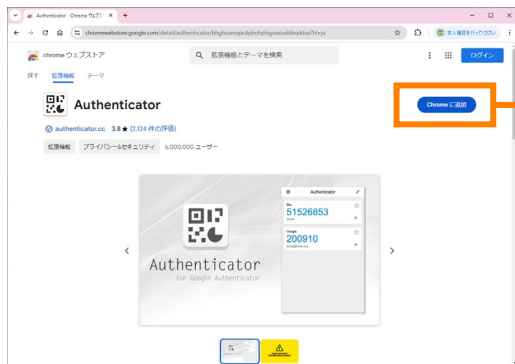 Authenticator - Chrome ウェブス
chromewebstore.google.com/detail/authenticator/bhghoamapcdpbohphigoooaddinpkbai?hl=ja
本人確認を行ってください
chrome ウェブストア
拡張機能とテーマを検索
ログイン
探す 拡張機能 テーマ
Authenticator
Chrome に追加
authenticator.cc 3.8★(2,124 件の評価)
拡張機能 プライバシー&セキュリティ 6,000,000 ユーザー
Authenticator
51526853
Google
200910
Authenticator
for Google Authenticator